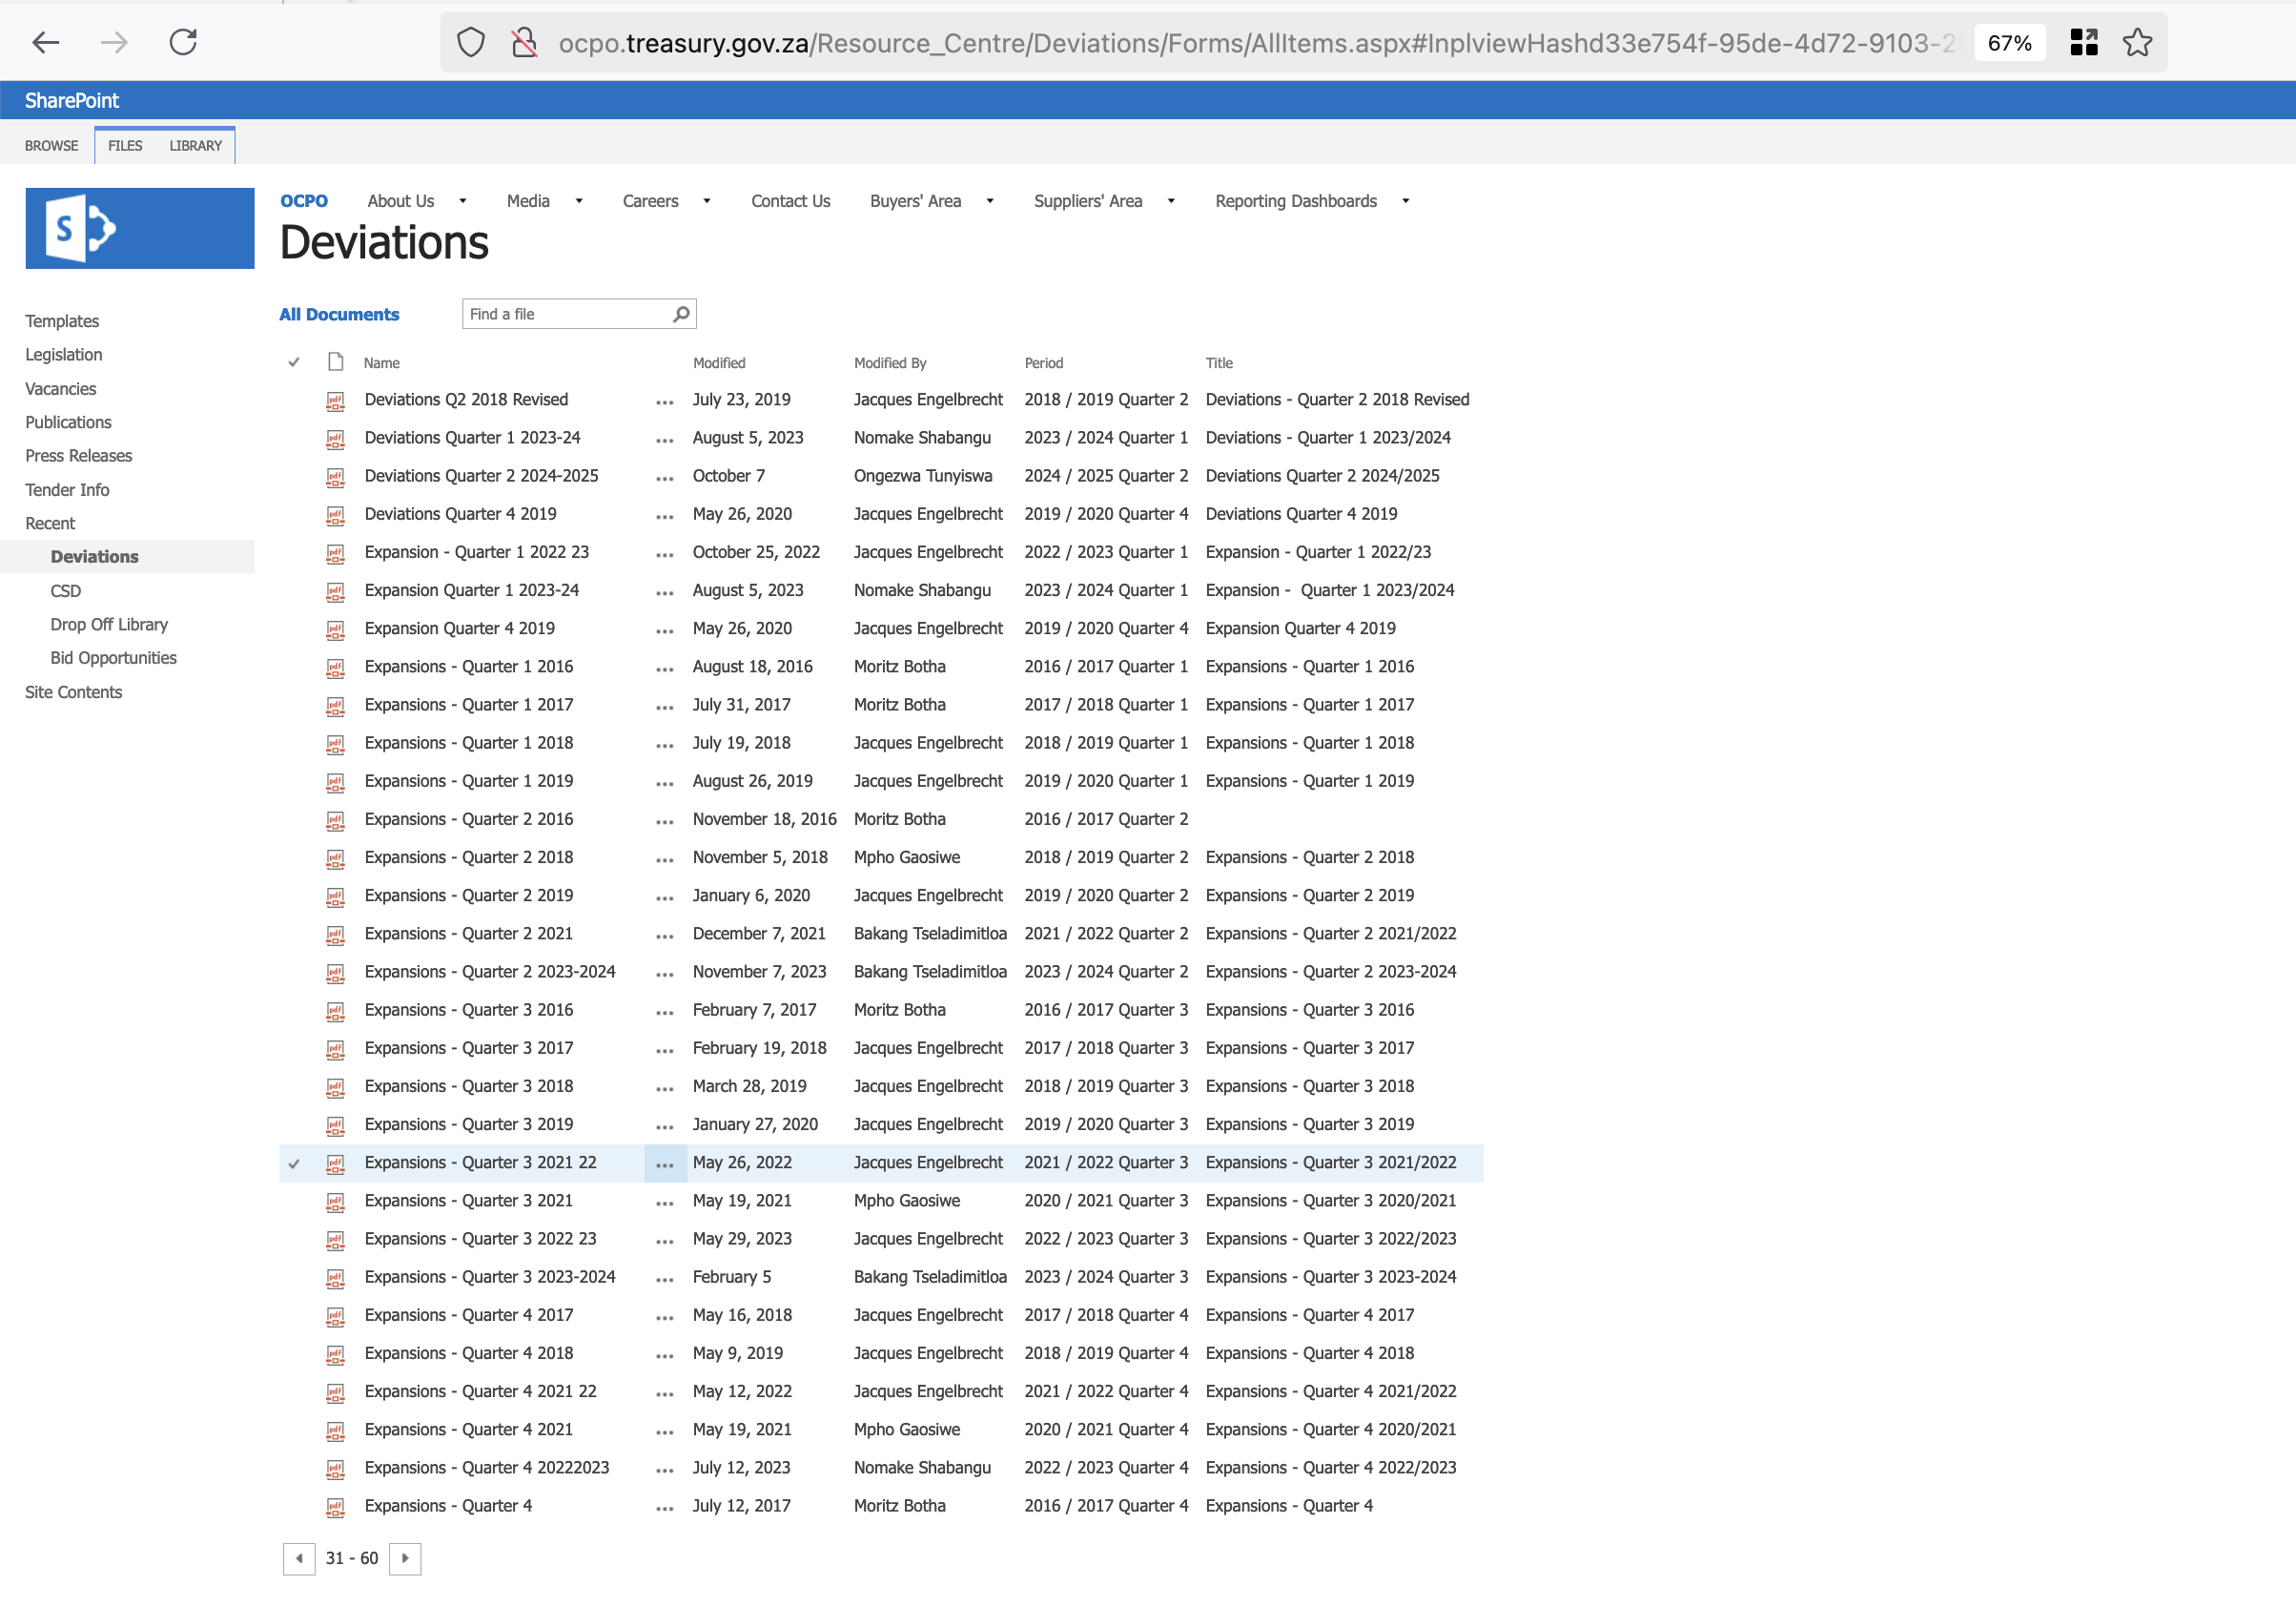 ocpo.treasury.gov.za/Resource_Centre/Deviations/Forms/AllItems.aspx#InplviewHashd33e754f-95de-4d72-9103- 67%
SharePoint
BROWSE FILES LIBRARY
S
OCPO About Us Media Careers Contact Us Buyers' Area Suppliers' Area Reporting Dashboards
Deviations
Templates
Legislation
Vacancies
Publications
Press Releases
Tender Info
Recent
Deviations
CSD
Drop Off Library
Bid Opportunities
Site Contents
All Documents Find a file
Name Modified Modified By Period Title
Deviations Q2 2018 Revised ... July 23, 2019 Jacques Engelbrecht 2018 / 2019 Quarter 2 Deviations - Quarter 2 2018 Revised
Deviations Quarter 1 2023-24 ... August 5, 2023 Nomake Shabangu 2023 / 2024 Quarter 1 Deviations - Quarter 1 2023/2024
Deviations Quarter 2 2024-2025 ... October 7 Ongezwa Tunyiswa 2024 / 2025 Quarter 2 Deviations Quarter 2 2024/2025
Deviations Quarter 4 2019 ... May 26, 2020 Jacques Engelbrecht 2019 / 2020 Quarter 4 Deviations Quarter 4 2019
Expansion - Quarter 1 2022 23 ... October 25, 2022 Jacques Engelbrecht 2022 / 2023 Quarter 1 Expansion - Quarter 1 2022/23
Expansion Quarter 1 2023-24 ... August 5, 2023 Nomake Shabangu 2023 / 2024 Quarter 1 Expansion - Quarter 1 2023/2024
Expansion Quarter 4 2019 ... May 26, 2020 Jacques Engelbrecht 2019 / 2020 Quarter 4 Expansion Quarter 4 2019
Expansions - Quarter 1 2016 ... August 18, 2016 Moritz Botha 2016 / 2017 Quarter 1 Expansions - Quarter 1 2016
Expansions - Quarter 1 2017 ... July 31, 2017 Moritz Botha 2017 / 2018 Quarter 1 Expansions - Quarter 1 2017
Expansions - Quarter 1 2018 ... July 19, 2018 Jacques Engelbrecht 2018 / 2019 Quarter 1 Expansions - Quarter 1 2018
Expansions - Quarter 1 2019 ... August 26, 2019 Jacques Engelbrecht 2019 / 2020 Quarter 1 Expansions - Quarter 1 2019
Expansions - Quarter 2 2016 ... November 18, 2016 Moritz Botha 2016 / 2017 Quarter 2
Expansions - Quarter 2 2018 ... November 5, 2018 Mpho Gaosiwe 2018 / 2019 Quarter 2 Expansions - Quarter 2 2018
Expansions - Quarter 2 2019 ... January 6, 2020 Jacques Engelbrecht 2019 / 2020 Quarter 2 Expansions - Quarter 2 2019
Expansions - Quarter 2 2021 ... December 7, 2021 Bakang Tseladimitloa 2021 / 2022 Quarter 2 Expansions - Quarter 2 2021/2022
Expansions - Quarter 2 2023-2024 ... November 7, 2023 Bakang Tseladimitloa 2023 / 2024 Quarter 2 Expansions - Quarter 2 2023-2024
Expansions - Quarter 3 2016 ... February 7, 2017 Moritz Botha 2016 / 2017 Quarter 3 Expansions - Quarter 3 2016
Expansions - Quarter 3 2017 ... February 19, 2018 Jacques Engelbrecht 2017 / 2018 Quarter 3 Expansions - Quarter 3 2017
Expansions - Quarter 3 2018 ... March 28, 2019 Jacques Engelbrecht 2018 / 2019 Quarter 3 Expansions - Quarter 3 2018
Expansions - Quarter 3 2019 ... January 27, 2020 Jacques Engelbrecht 2019 / 2020 Quarter 3 Expansions - Quarter 3 2019
Expansions - Quarter 3 2021 22 ... May 26, 2022 Jacques Engelbrecht 2021 / 2022 Quarter 3 Expansions - Quarter 3 2021/2022
Expansions - Quarter 3 2021 ... May 19, 2021 Mpho Gaosiwe 2020 / 2021 Quarter 3 Expansions - Quarter 3 2020/2021
Expansions - Quarter 3 2022 23 ... May 29, 2023 Jacques Engelbrecht 2022 / 2023 Quarter 3 Expansions - Quarter 3 2022/2023
Expansions - Quarter 3 2023-2024 ... February 5 Bakang Tseladimitloa 2023 / 2024 Quarter 3 Expansions - Quarter 3 2023-2024
Expansions - Quarter 4 2017 ... May 16, 2018 Jacques Engelbrecht 2017 / 2018 Quarter 4 Expansions - Quarter 4 2017
Expansions - Quarter 4 2018 ... May 9, 2019 Jacques Engelbrecht 2018 / 2019 Quarter 4 Expansions - Quarter 4 2018
Expansions - Quarter 4 2021 22 ... May 12, 2022 Jacques Engelbrecht 2021 / 2022 Quarter 4 Expansions - Quarter 4 2021/2022
Expansions - Quarter 4 2021 ... May 19, 2021 Mpho Gaosiwe 2020 / 2021 Quarter 4 Expansions - Quarter 4 2020/2021
Expansions - Quarter 4 20222023 ... July 12, 2023 Nomake Shabangu 2022 / 2023 Quarter 4 Expansions - Quarter 4 2022/2023
Expansions - Quarter 4 ... July 12, 2017 Moritz Botha 2016 / 2017 Quarter 4 Expansions - Quarter 4
31 - 60